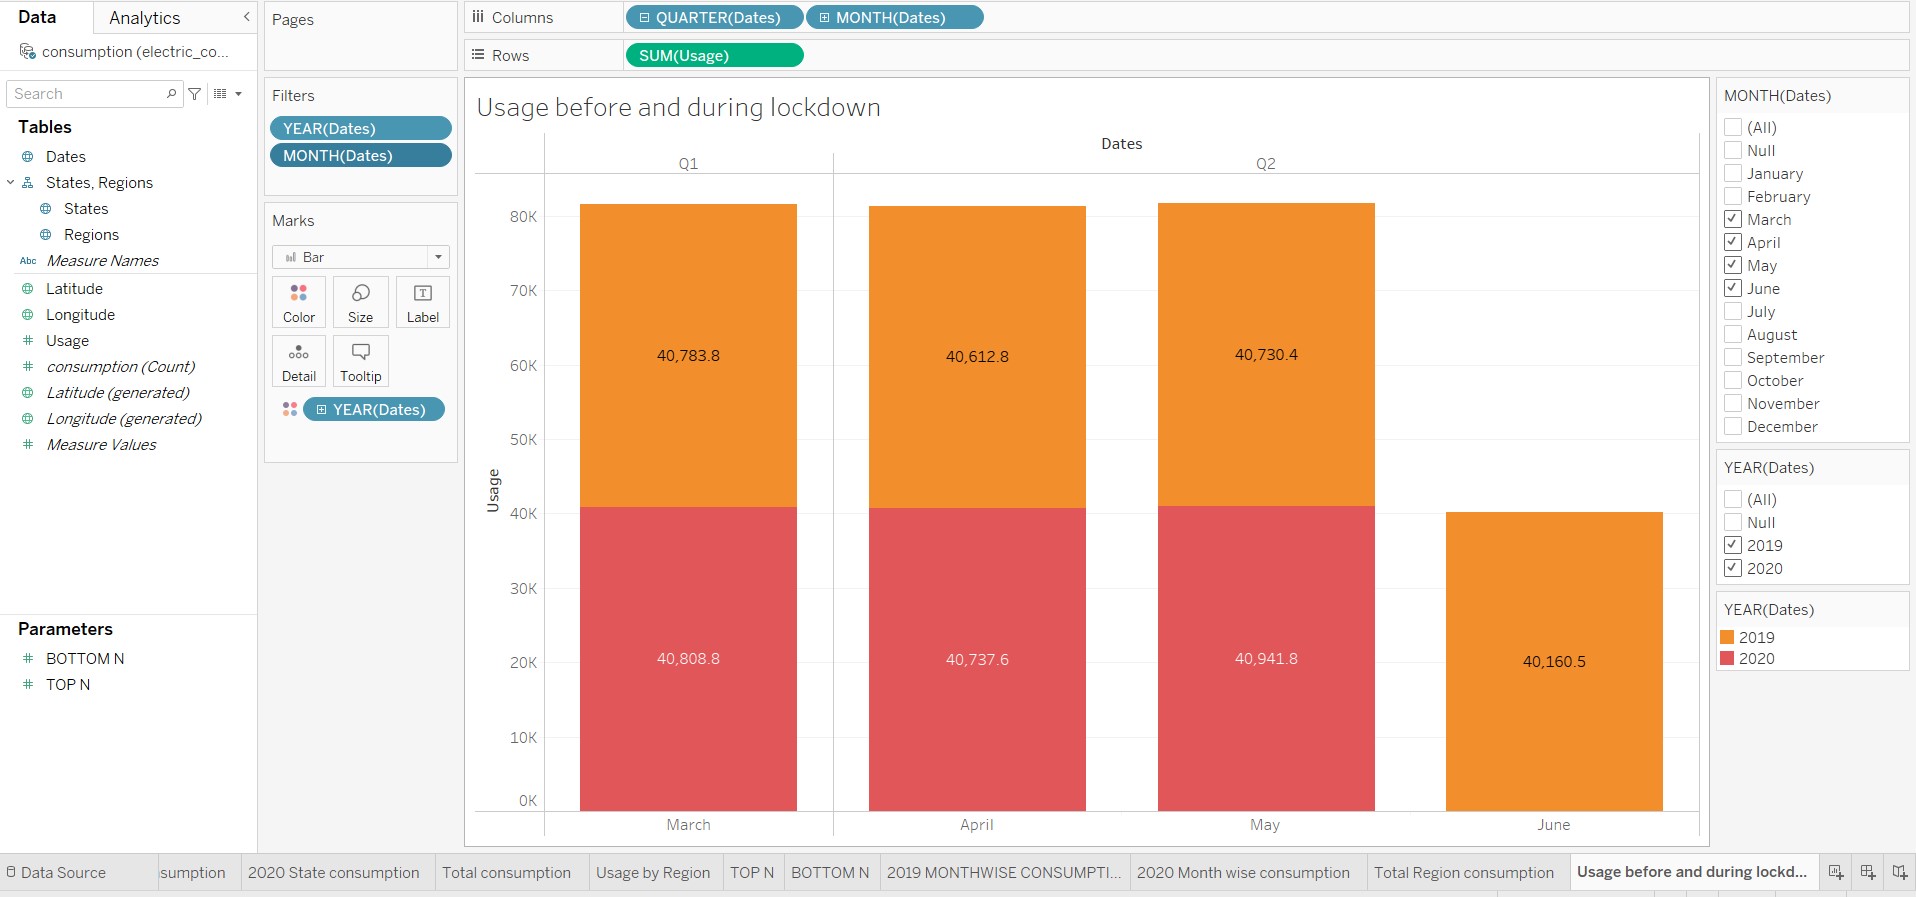 Data
Analytics
consumption (electric_co...
Search
Tables
Dates
States, Regions
States
Regions
Abc Measure Names
Latitude
Longitude
Usage
consumption (Count)
Latitude (generated)
Longitude (generated)
Measure Values
Parameters
BOTTOM N
TOP N
Pages
Filters
YEAR(Dates)
MONTH(Dates)
Marks
Bar
Color
Size
Label
Detail
Tooltip
YEAR(Dates)
Columns
QUARTER(Dates)
MONTH(Dates)
Rows
SUM(Usage)
Usage before and during lockdown
Dates
Q1
Q2
Usage
80K
70K
60K
50K
40K
30K
20K
10K
0K
40,783.8
40,612.8
40,730.4
40,808.8
40,737.6
40,941.8
40,160.5
March
April
May
June
MONTH(Dates)
(All)
Null
January
February
March
April
May
June
July
August
September
October
November
December
YEAR(Dates)
(All)
Null
2019
2020
YEAR(Dates)
2019
2020
Data Source
sumption
2020 State consumption
Total consumption
Usage by Region
TOP N
BOTTOM N
2019 MONTHWISE CONSUMPTI...
2020 Month wise consumption
Total Region consumption
Usage before and during lockd...